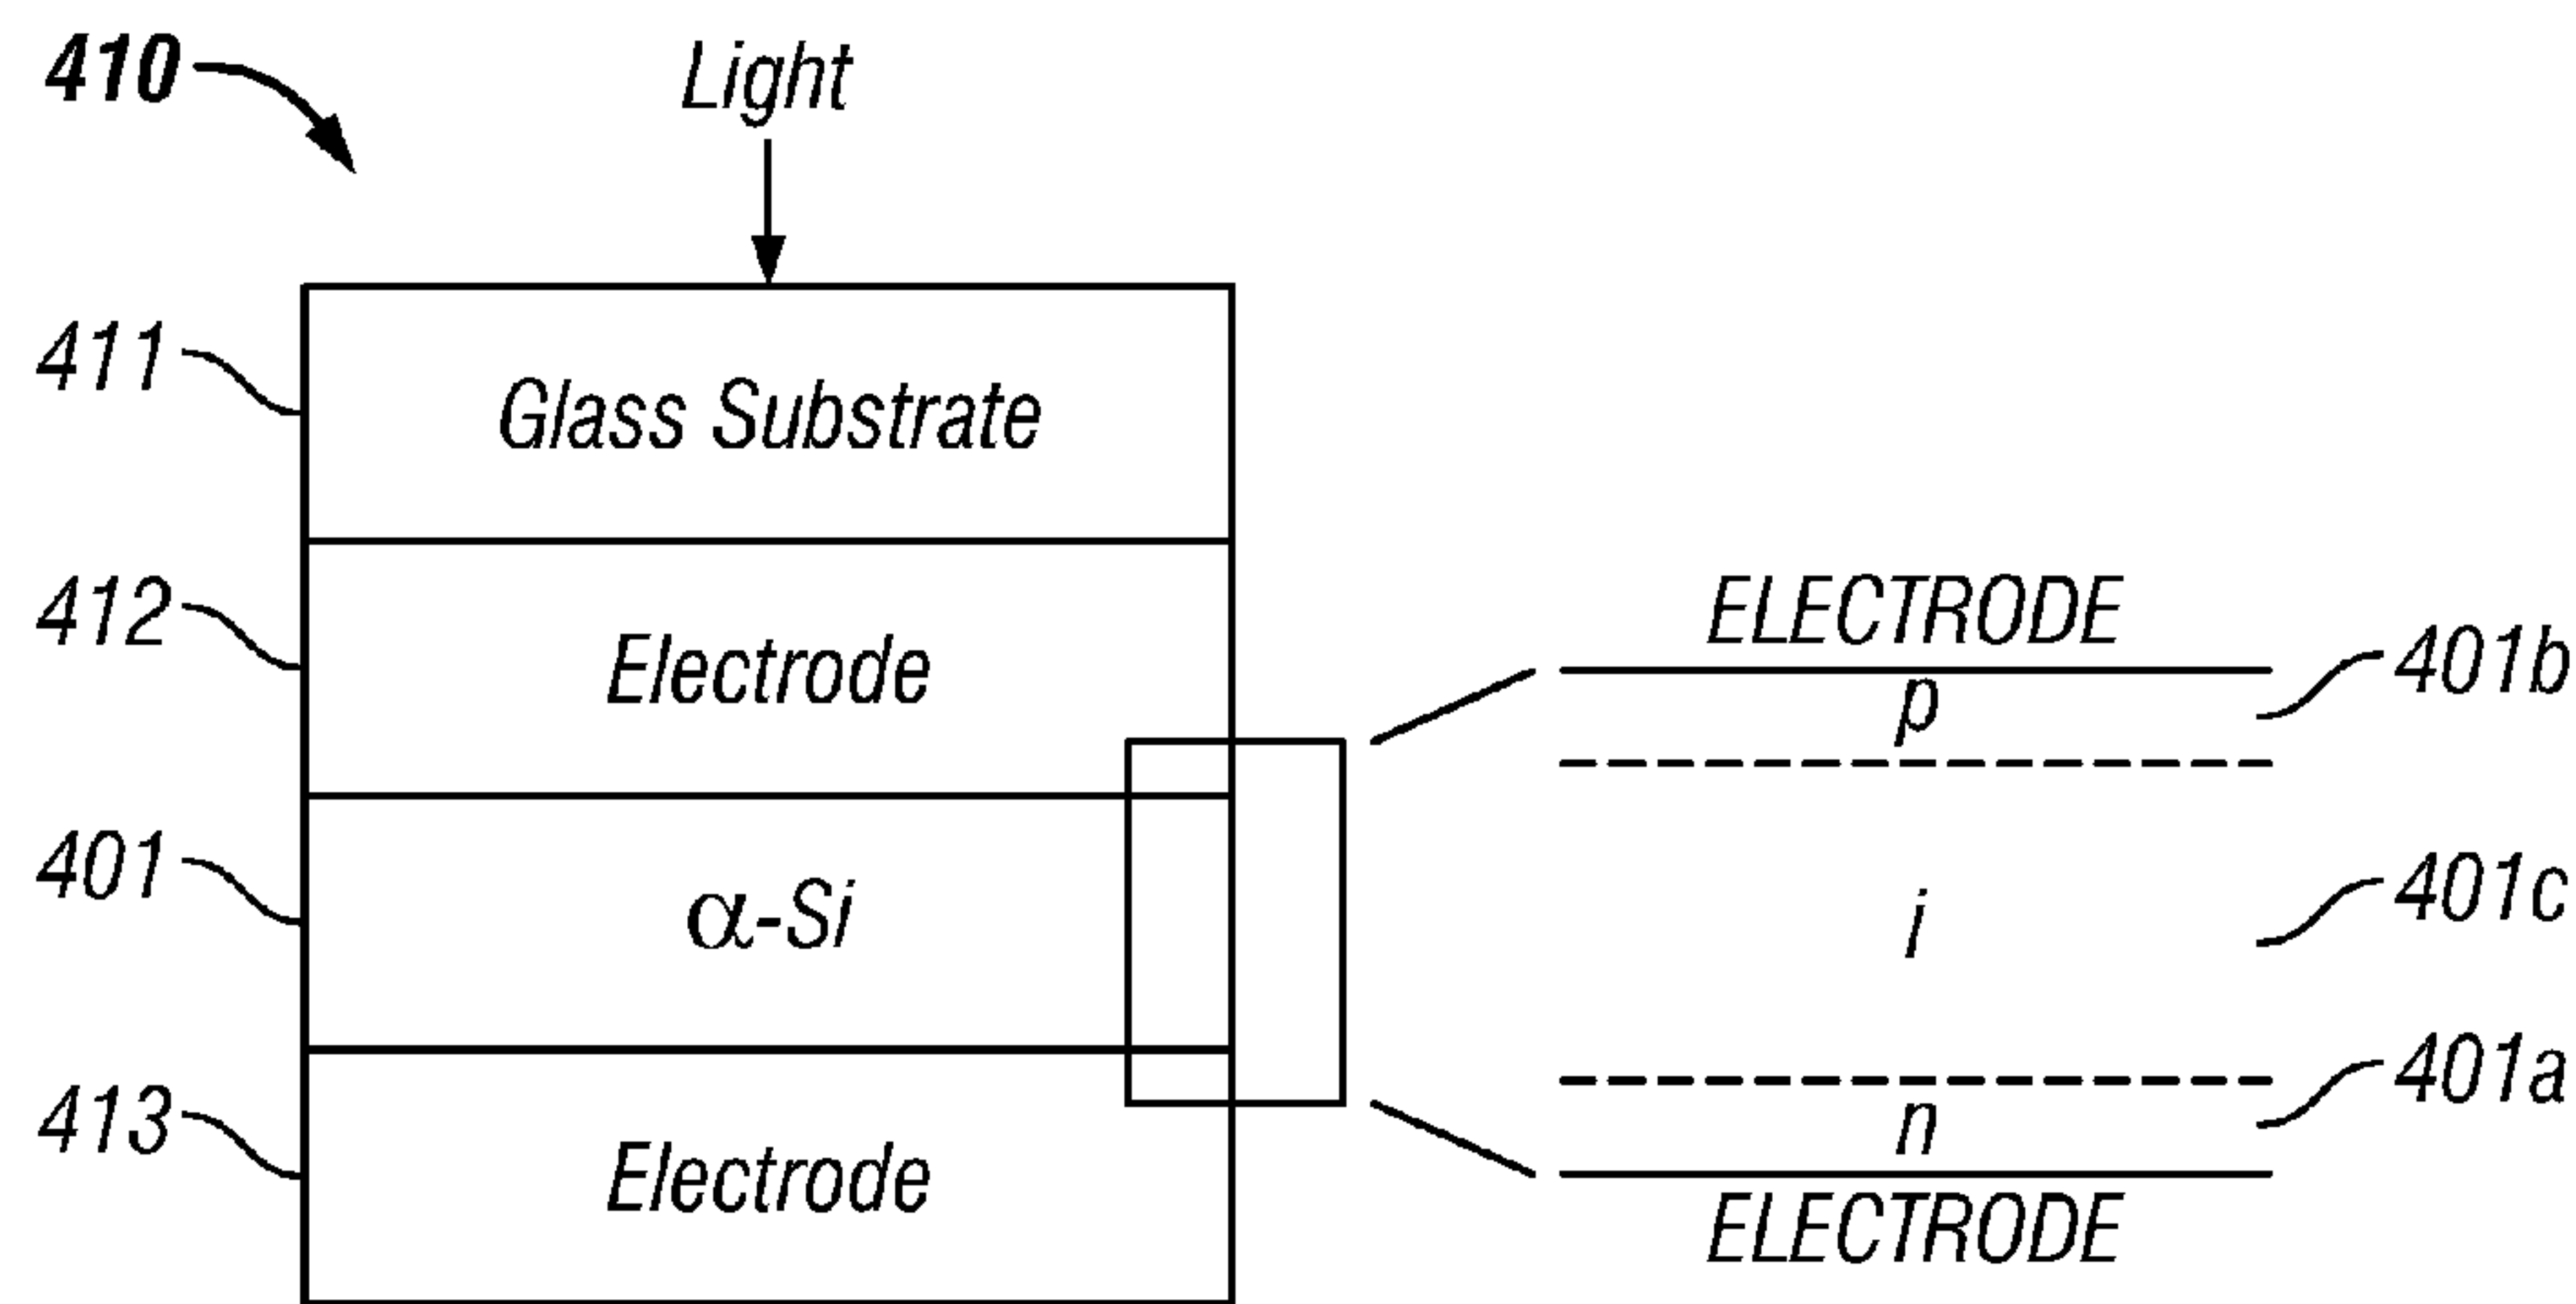 410
Light
411
Glass Substrate
412
Electrode
401
α-Si
413
Electrode
ELECTRODE
p
401b
i
401c
n
401a
ELECTRODE